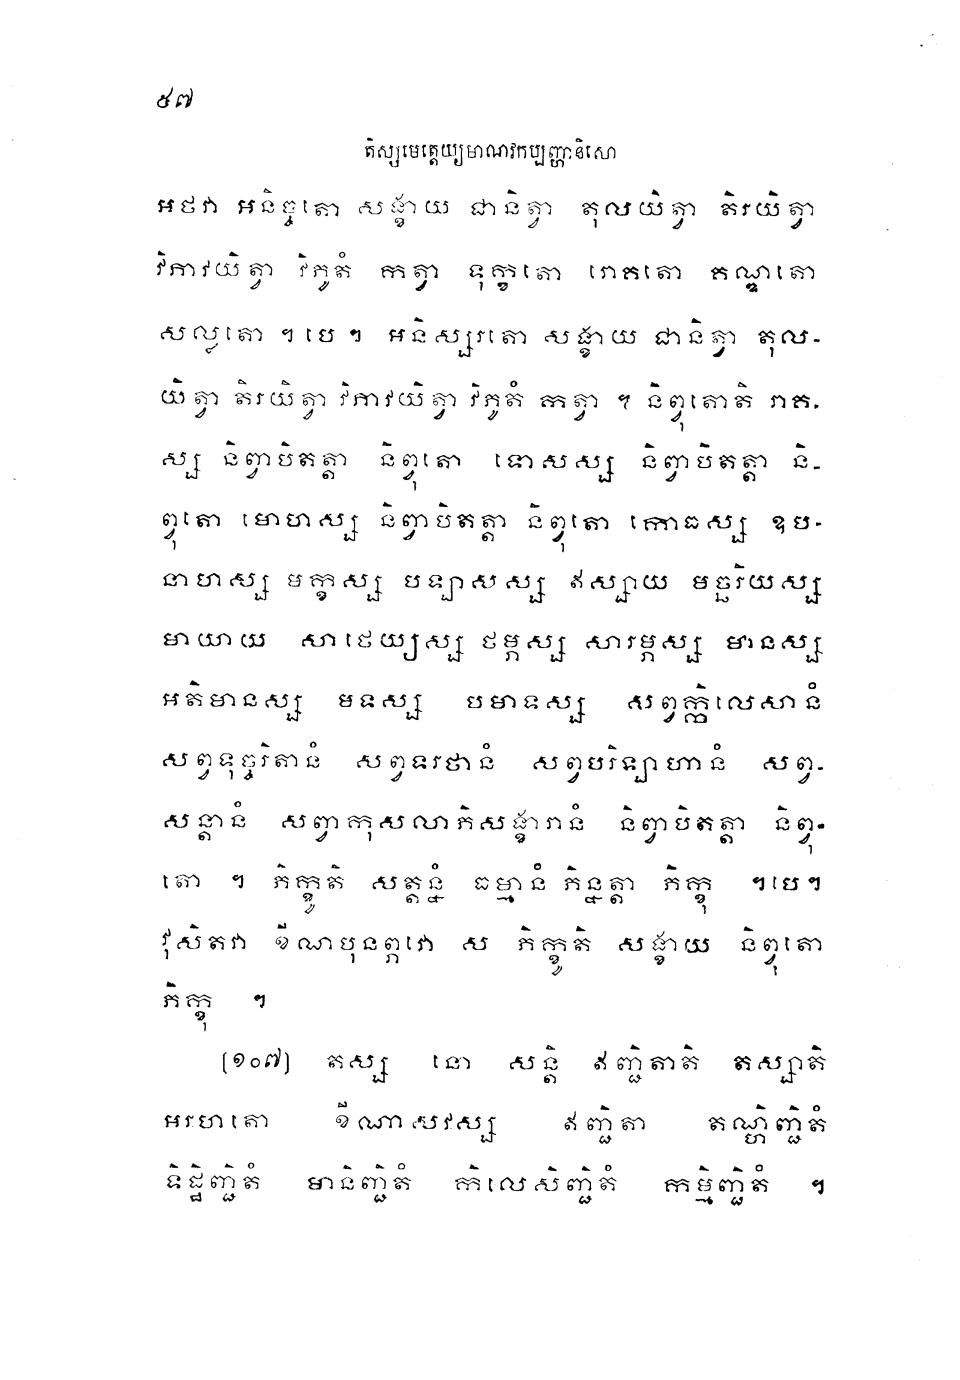 ៥៧
តិស្សមេត្តេយ្យមាណវកប្បញ្ហានិសោ
អថវា អនិច្ចតោ សង្ខាយ ជានិត្វា តុលយិត្វា តិរយិត្វា
វិភាវយិត្វា វិភូតំ កត្វា ទុក្ខតោ រោគតោ គណ្ឌតោ
សល្លតោ ។ បេ ។ អនិស្សរតោ សង្ខាយ ជានិត្វា តុល-
យិត្វា តិរយិត្វា វិភាវយិត្វា វិភូតំ កត្វា ។ និព្វុតោតិ រាគ-
ស្ស និព្វាបិតត្តា និព្វុតោ ទោសស្ស និព្វាបិតត្តា និ-
ព្វុតោ មោហស្ស និព្វាបិតត្តា និព្វុតោ កោធស្ស ឧប-
នាហស្ស មក្ខស្ស បឡាសស្ស ឥស្សាយ មច្ឆរិយស្ស
មាយាយ សាថេយ្យស្ស ថម្ភស្ស សារម្ភស្ស មានស្ស
អតិមានស្ស មទស្ស បមាទស្ស សព្វក្កិលេសានំ
សព្វទុច្ចរិតានំ សព្វទរថានំ សព្វបរិឡាហានំ សព្វ-
សន្តានំ សព្វាកុសលាភិសង្ខារានំ និព្វាបិតត្តា និព្វុ-
តោ ។ ភិក្ខូតិ សត្តន្នំ ធម្មានំ ភិន្នត្តា ភិក្ខុ ។បេ។
វុសិតវា ខីណបុនព្ភវោ ស ភិក្ខូតិ សង្ខាយ និព្វុតោ
ភិក្ខុ ។
(១០៧) តស្ស នោ សន្តិ ឥញ្ជិតាតិ តស្សាតិ
អរហតោ ខីណាសវស្ស ឥញ្ជិតា តណ្ហិញ្ជិតំ
ទិដ្ឋិញ្ជិតំ មានិញ្ជិតំ កិលេសិញ្ជិតំ កម្មិញ្ជិតំ ។